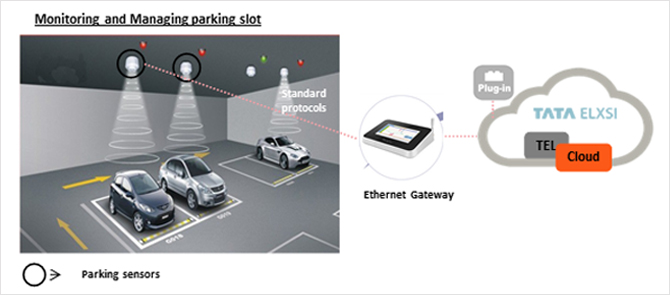 Monitoring and Managing parking slot
Standard
protocols
Plug-in
TATA ELXSI
TEL
Cloud
Ethernet Gateway
Parking sensors